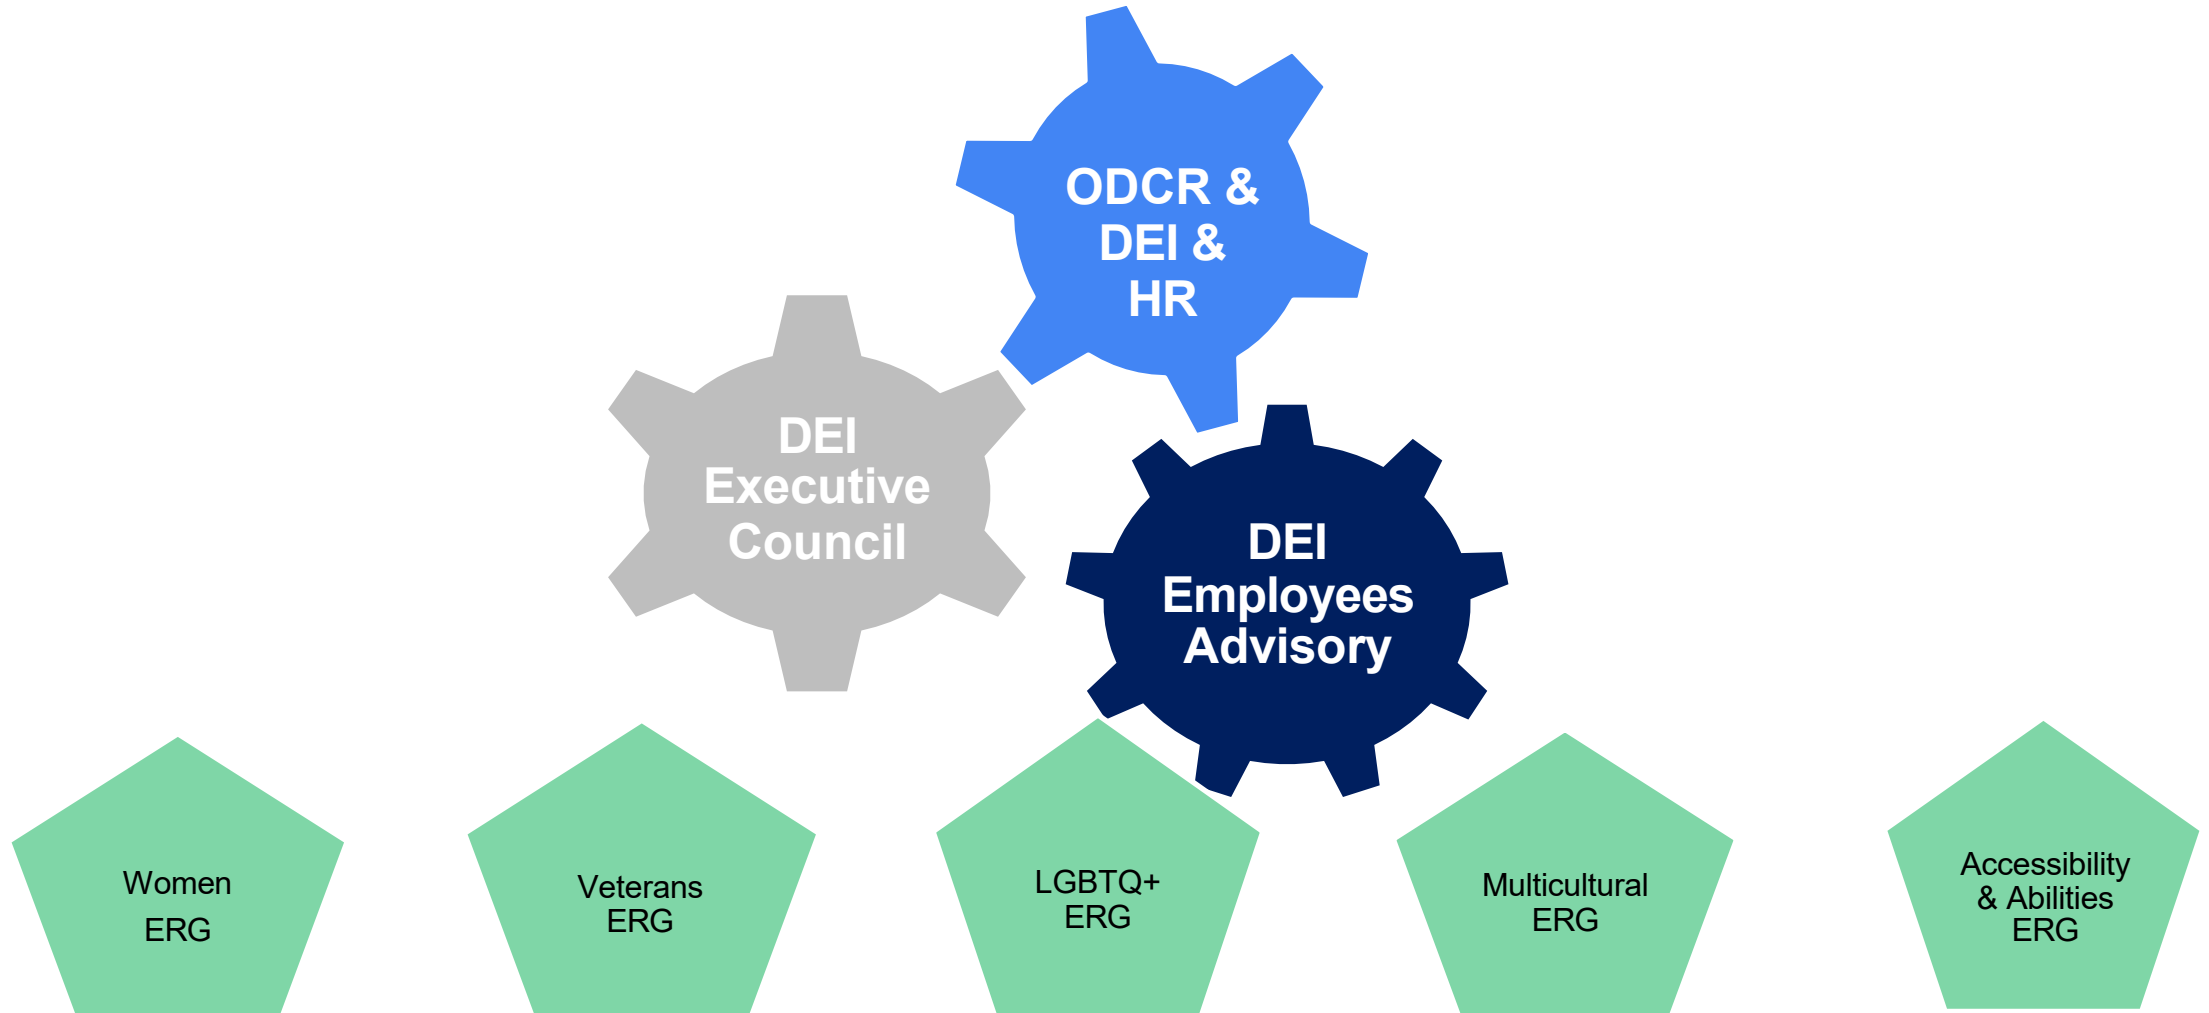 ODCR &
DEI &
HR
DEI
Executive
Council
DEI
Employees
Advisory
Women
ERG
Veterans
ERG
LGBTQ+
ERG
Multicultural
ERG
Accessibility
& Abilities
ERG